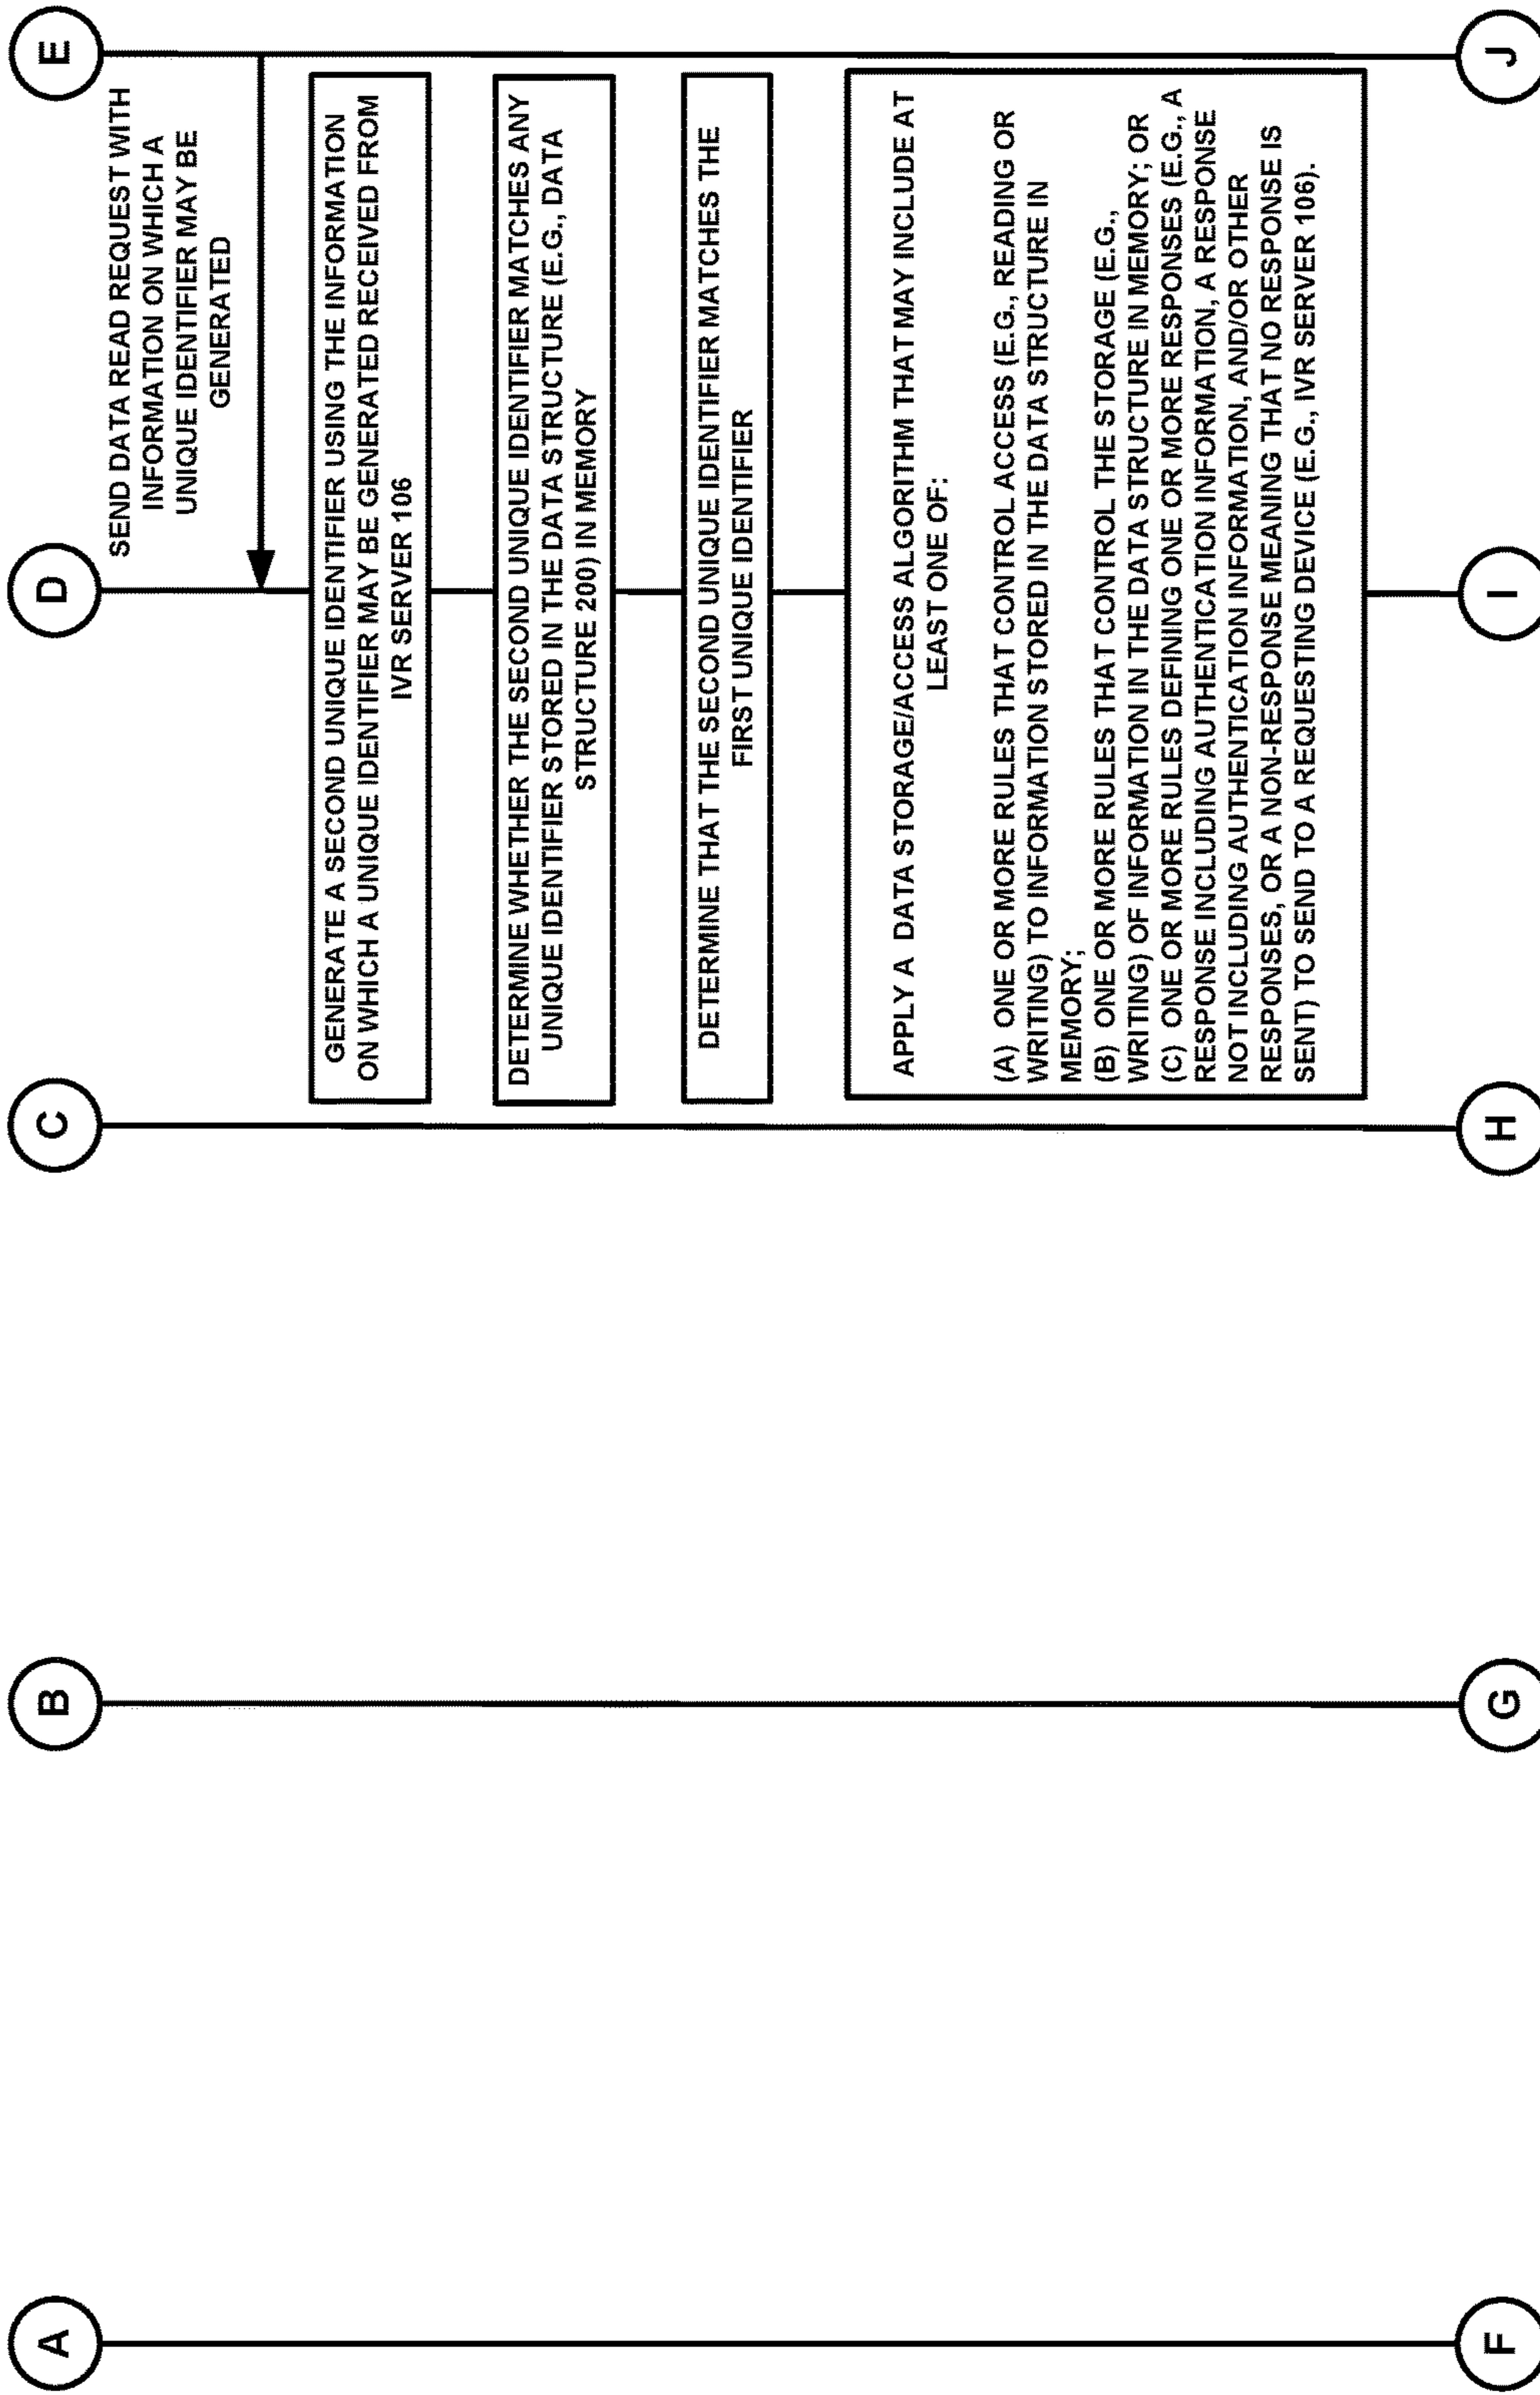 A
B
C
D
E
SEND DATA READ REQUEST WITH
INFORMATION ON WHICH A
UNIQUE IDENTIFIER MAY BE
GENERATED
GENERATE A SECOND UNIQUE IDENTIFIER USING THE INFORMATION
ON WHICH A UNIQUE IDENTIFIER MAY BE GENERATED RECEIVED FROM
IVR SERVER 106
DETERMINE WHETHER THE SECOND UNIQUE IDENTIFIER MATCHES ANY
UNIQUE IDENTIFIER STORED IN THE DATA STRUCTURE (E.G., DATA
STRUCTURE 200) IN MEMORY
DETERMINE THAT THE SECOND UNIQUE IDENTIFIER MATCHES THE
FIRST UNIQUE IDENTIFIER
APPLY A DATA STORAGE/ACCESS ALGORITHM THAT MAY INCLUDE AT
LEAST ONE OF:
(A) ONE OR MORE RULES THAT CONTROL ACCESS (E.G., READING OR
WRITING) TO INFORMATION STORED IN THE DATA STRUCTURE IN
MEMORY;
(B) ONE OR MORE RULES THAT CONTROL THE STORAGE (E.G.,
WRITING) OF INFORMATION IN THE DATA STRUCTURE IN MEMORY; OR
(C) ONE OR MORE RULES DEFINING ONE OR MORE RESPONSES (E.G., A
RESPONSE INCLUDING AUTHENTICATION INFORMATION, A RESPONSE
NOT INCLUDING AUTHENTICATION INFORMATION, AND/OR OTHER
RESPONSES, OR A NON-RESPONSE MEANING THAT NO RESPONSE IS
SENT) TO SEND TO A REQUESTING DEVICE (E.G., IVR SERVER 106).
F
G
H
I
J